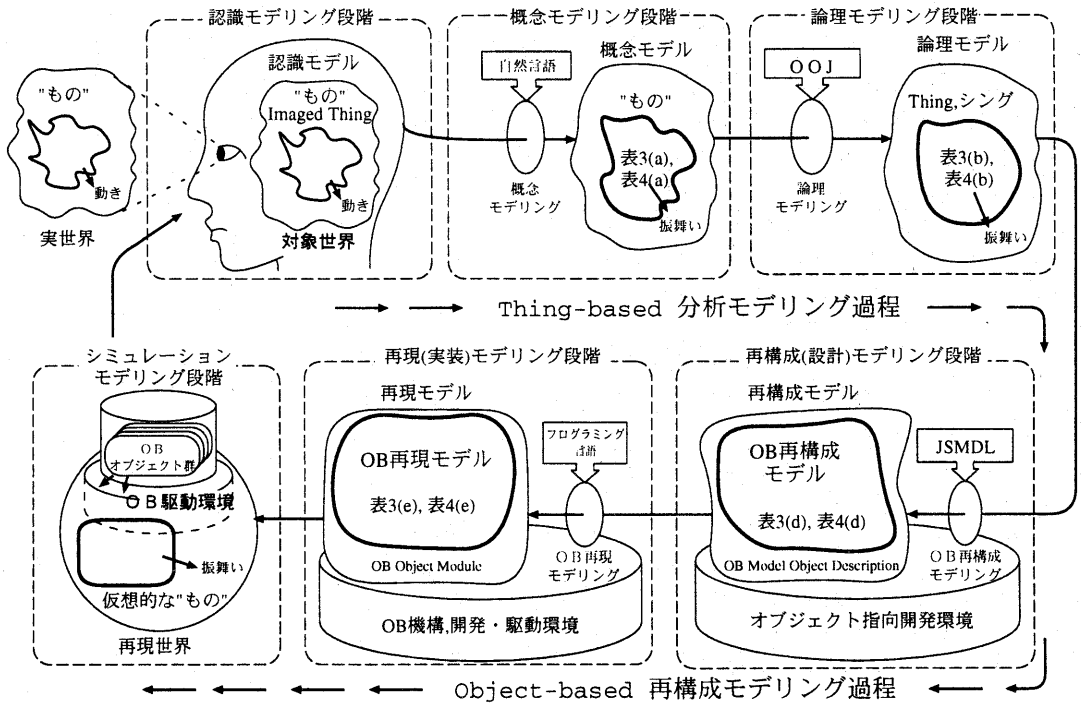 認識モデリング段階
認識モデル
"もの"
Imaged Thing
動き
対象世界
"もの"
動き
実世界
概念モデリング段階
自然言語
概念
モデリング
概念モデル
"もの"
表3(a),
表4(a)
振舞い
論理モデリング段階
OOJ
論理
モデリング
論理モデル
Thing,シング
表3(b),
表4(b)
振舞い
Thing-based 分析モデリング過程
再構成(設計)モデリング段階
再構成モデル
JSMDL
OB再構成
モデル
表3(d), 表4(d)
OB Model Object Description
OB再構成
モデリング
オブジェクト指向開発環境
再現(実装)モデリング段階
再現モデル
プログラミング
言語
OB再現モデル
表3(e), 表4(e)
OB Object Module
OB再現
モデリング
OB機構,開発・駆動環境
シミュレーション
モデリング段階
OB
オブジェクト群
OB駆動環境
振舞い
仮想的な"もの"
再現世界
Object-based 再構成モデリング過程